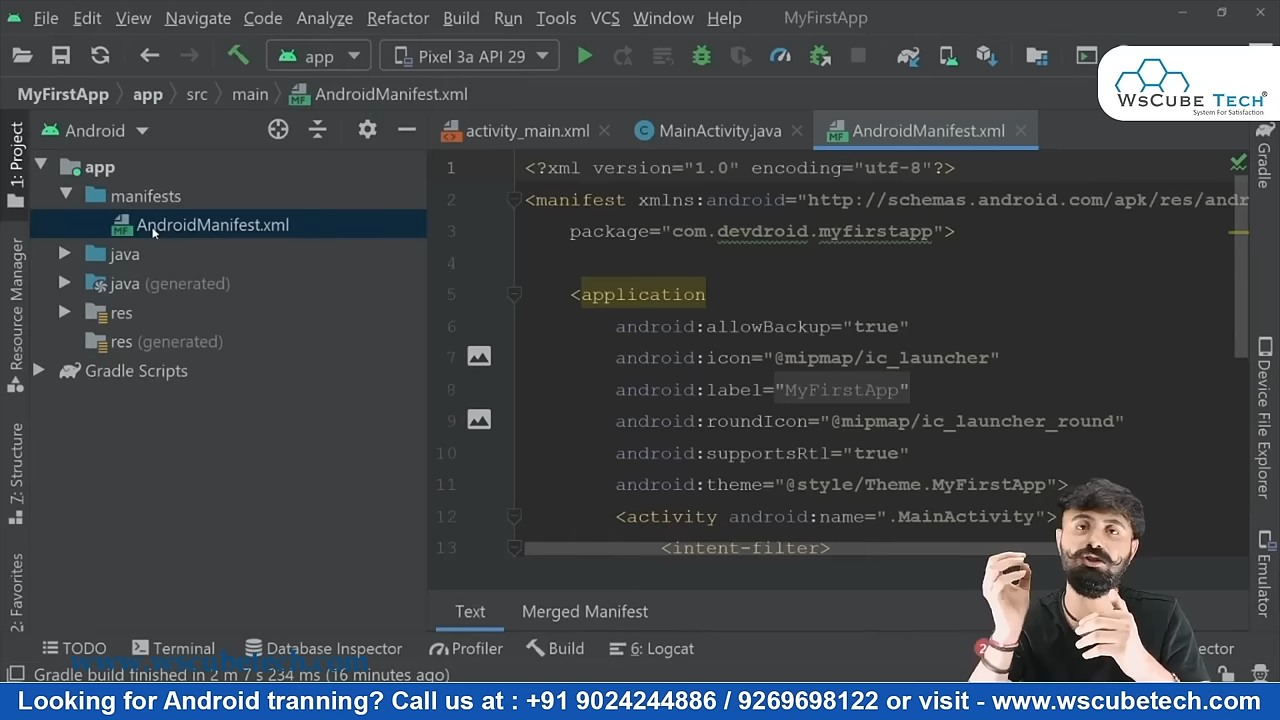 File Edit View Navigate Code Analyze Refactor Build Run Tools VCS Window Help MyFirstApp
app Pixel 3a API 29
MyFirstApp app src main AndroidManifest.xml
WsCube Tech®
System For Satisfaction
1: Project
Resource Manager
Z: Structure
2: Favorites
Android
app
manifests
AndroidManifest.xml
java
java (generated)
res
res (generated)
Gradle Scripts
activity_main.xml MainActivity.java AndroidManifest.xml
1 <?xml version="1.0" encoding="utf-8"?>
2 <manifest xmlns:android="http://schemas.android.com/apk/res/andr
3 package="com.devdroid.myfirstapp">
4
5 <application
6 android:allowBackup="true"
7 android:icon="@mipmap/ic_launcher"
8 android:label="MyFirstApp"
9 android:roundIcon="@mipmap/ic_launcher_round"
10 android:supportsRtl="true"
11 android:theme="@style/Theme.MyFirstApp">
12 <activity android:name=".MainActivity">
13 <intent-filter>
Text Merged Manifest
Gradle
Device File Explorer
Emulator
TODO Terminal Database Inspector Profiler Build 6: Logcat 2 ector
www.wscubetech.com
Gradle build finished in 2 m 7 s 234 ms (16 minutes ago)
Looking for Android tranning? Call us at : +91 9024244886 / 9269698122 or visit - www.wscubetech.com